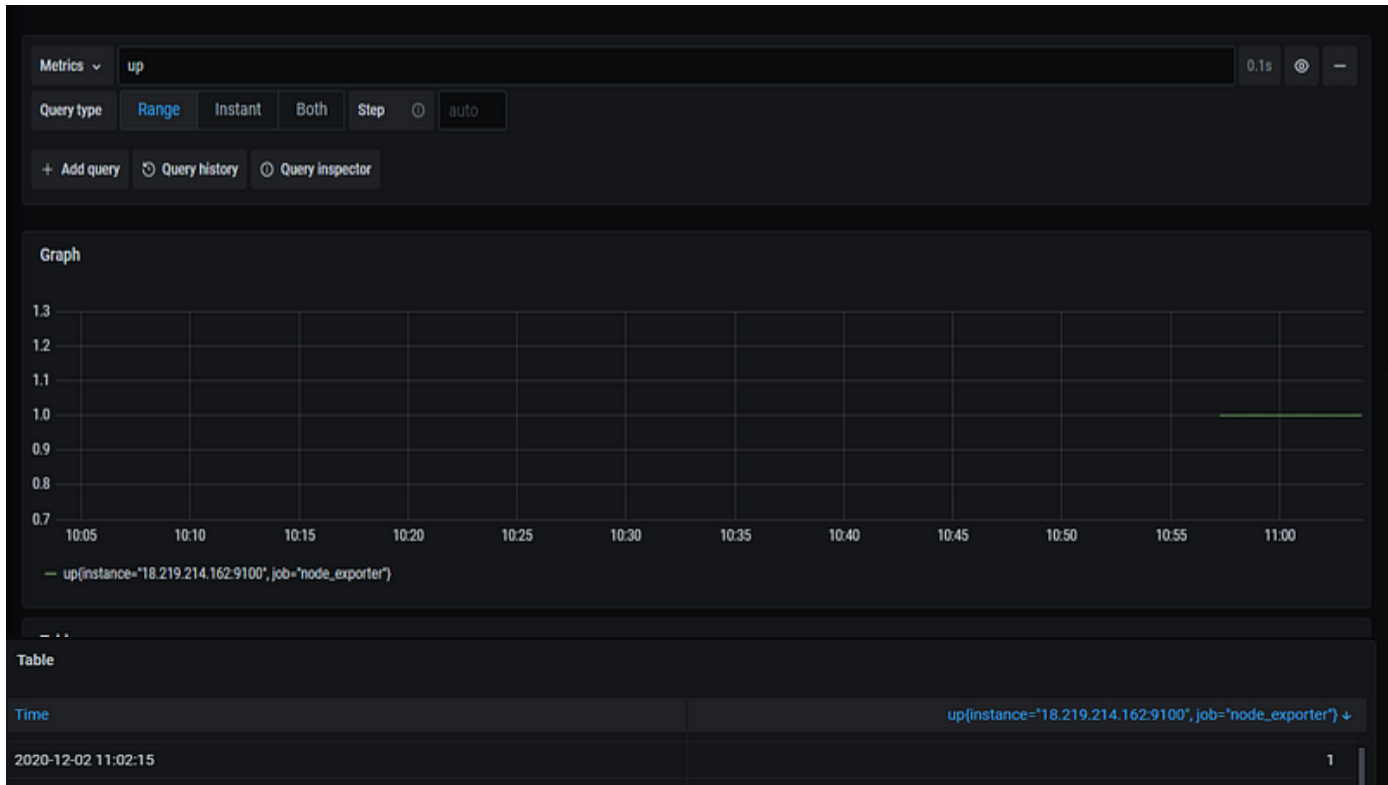 Metrics up 0.1s
Query type Range Instant Both Step auto
+ Add query Query history Query inspector
Graph
1.3
1.2
1.1
1.0
0.9
0.8
0.7
10:05 10:10 10:15 10:20 10:25 10:30 10:35 10:40 10:45 10:50 10:55 11:00
up{instance="18.219.214.162:9100", job="node_exporter"}
Table
Time up{instance="18.219.214.162:9100", job="node_exporter"}
2020-12-02 11:02:15 1